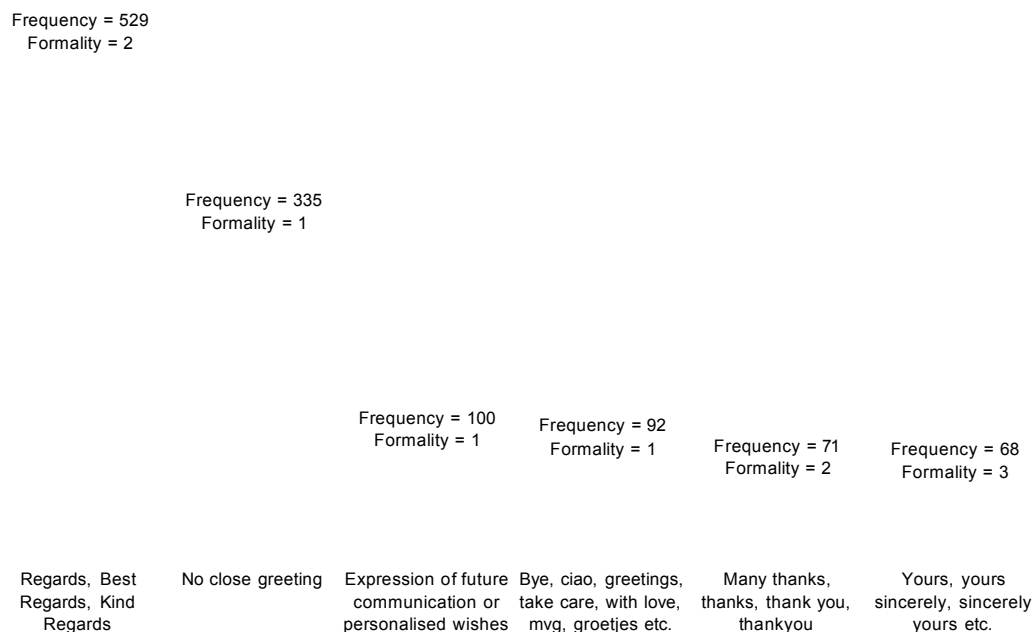 Frequency = 529
Formality = 2
Frequency = 335
Formality = 1
Frequency = 100
Formality = 1
Frequency = 92
Formality = 1
Frequency = 71
Formality = 2
Frequency = 68
Formality = 3
Regards, Best
Regards, Kind
Regards
No close greeting
Expression of future
communication or
personalised wishes
Bye, ciao, greetings,
take care, with love,
mvg, groetjes etc.
Many thanks,
thanks, thank you,
thankyou
Yours, yours
sincerely, sincerely
yours etc.